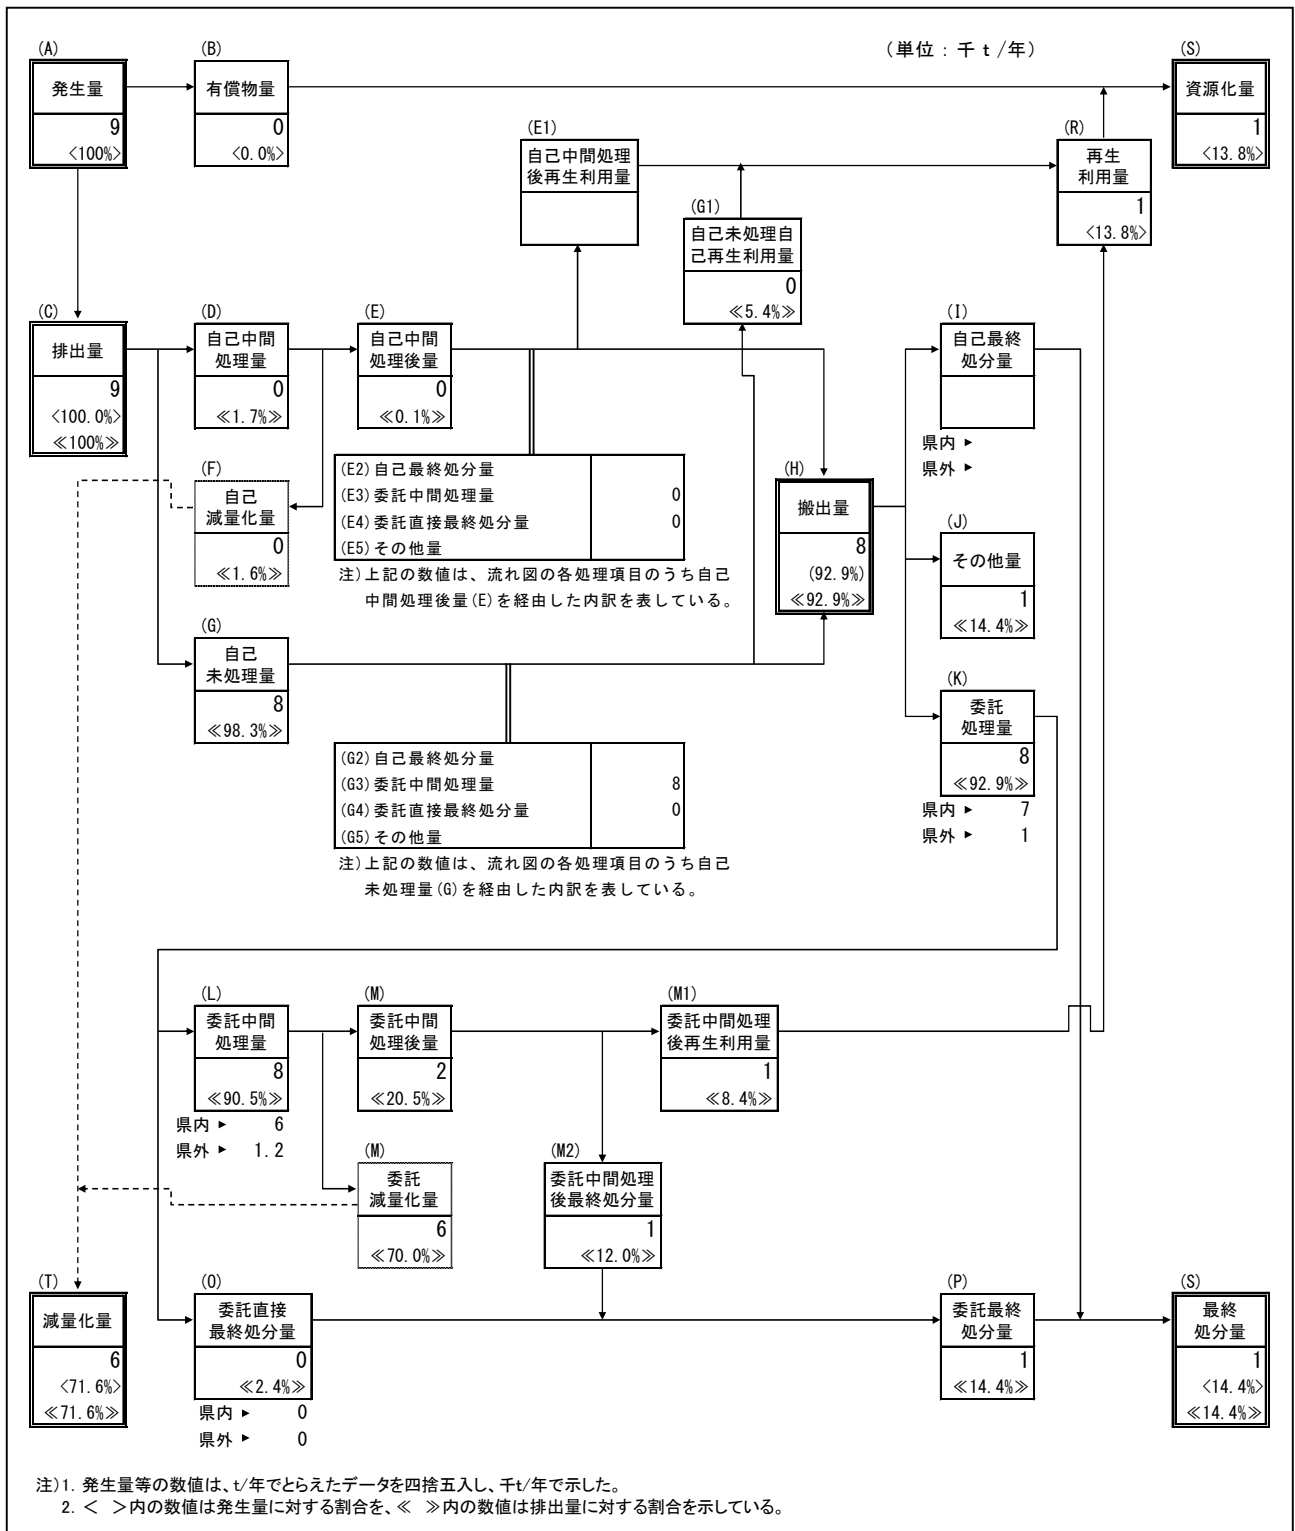 (単位：千ｔ/年)
(A)
発生量
9
<100%>
(B)
有償物量
0
<0.0%>
(S)
資源化量
1
<13.8%>
(E1)
自己中間処理
後再生利用量
(G1)
自己未処理自
己再生利用量
0
≪5.4%≫
(R)
再生
利用量
1
<13.8%>
(C)
排出量
9
<100.0%>
≪100%≫
(D)
自己中間
処理量
0
≪1.7%≫
(E)
自己中間
処理後量
0
≪0.1%≫
(I)
自己最終
処分量
県内 ►
県外 ►
(F)
自己
減量化量
0
≪1.6%≫
(E2)自己最終処分量
(E3)委託中間処理量 0
(E4)委託直接最終処分量 0
(E5)その他量
注)上記の数値は、流れ図の各処理項目のうち自己
中間処理後量(E)を経由した内訳を表している。
(H)
搬出量
8
(92.9%)
≪92.9%≫
(J)
その他量
1
≪14.4%≫
(G)
自己
未処理量
8
≪98.3%≫
(G2)自己最終処分量
(G3)委託中間処理量 8
(G4)委託直接最終処分量 0
(G5)その他量
注)上記の数値は、流れ図の各処理項目のうち自己
未処理量(G)を経由した内訳を表している。
(K)
委託
処理量
8
≪92.9%≫
県内 ► 7
県外 ► 1
(L)
委託中間
処理量
8
≪90.5%≫
県内 ► 6
県外 ► 1.2
(M)
委託中間
処理後量
2
≪20.5%≫
(M1)
委託中間処理
後再生利用量
1
≪8.4%≫
(M)
委託
減量化量
6
≪70.0%≫
(M2)
委託中間処理
後最終処分量
1
≪12.0%≫
(T)
減量化量
6
<71.6%>
≪71.6%≫
(O)
委託直接
最終処分量
0
≪2.4%≫
県内 ► 0
県外 ► 0
(P)
委託最終
処分量
1
≪14.4%≫
(S)
最終
処分量
1
<14.4%>
≪14.4%≫
注)1. 発生量等の数値は、t/年でとらえたデータを四捨五入し、千t/年で示した。
2. ＜ ＞内の数値は発生量に対する割合を、≪ ≫内の数値は排出量に対する割合を示している。